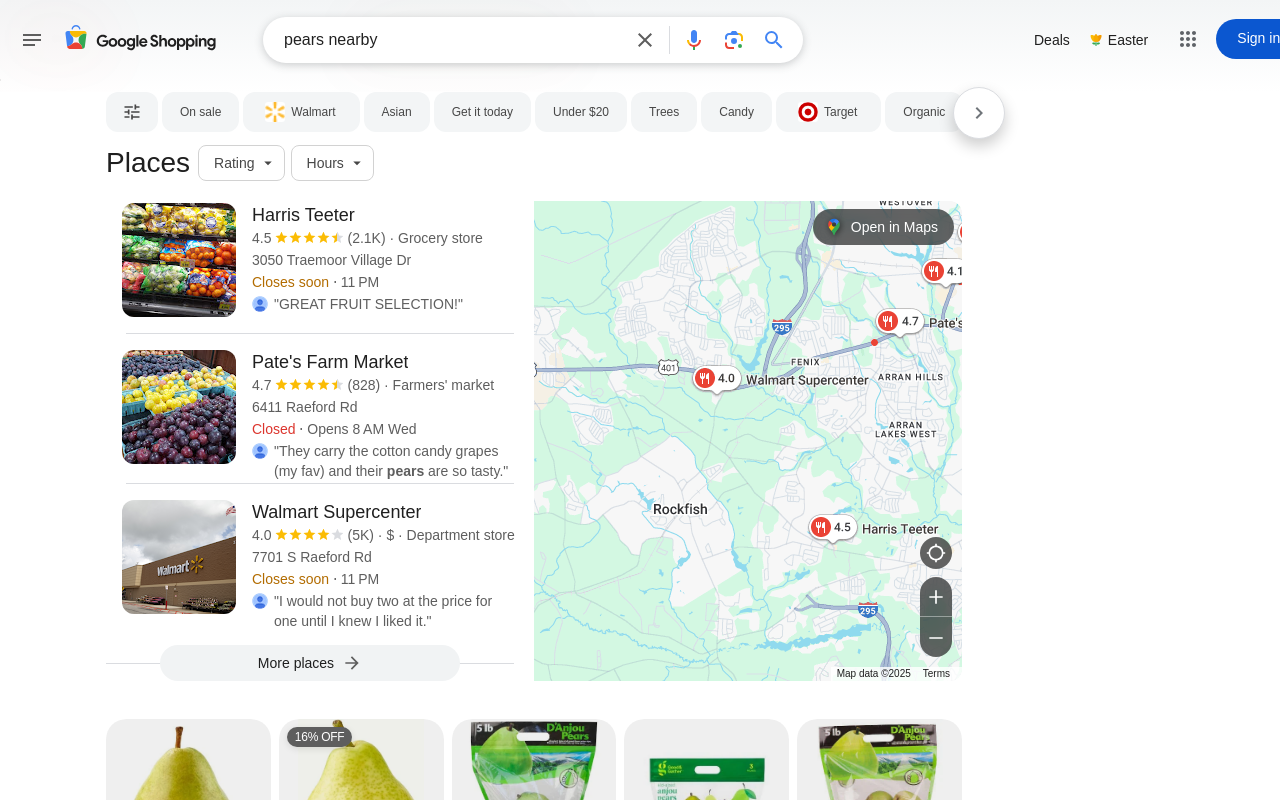 Google Shopping
pears nearby
Deals
Easter
Sign in
On sale
Walmart
Asian
Get it today
Under $20
Trees
Candy
Target
Organic
Places
Rating
Hours
Harris Teeter
4.5 (2.1K) · Grocery store
3050 Traemoor Village Dr
Closes soon · 11 PM
"GREAT FRUIT SELECTION!"
Pate's Farm Market
4.7 (828) · Farmers' market
6411 Raeford Rd
Closed · Opens 8 AM Wed
"They carry the cotton candy grapes
(my fav) and their pears are so tasty."
Walmart Supercenter
4.0 (5K) · $ · Department store
7701 S Raeford Rd
Closes soon · 11 PM
"I would not buy two at the price for
one until I knew I liked it."
More places
WESTOVER
Open in Maps
4.1
295
4.7
Pate's
FENIX
401
4.0
Walmart Supercenter
ARRAN HILLS
ARRAN
LAKES WEST
Rockfish
4.5
Harris Teeter
295
Map data ©2025
Terms
Walmart
16% OFF
5 lb
D'Anjou
Pears
anjou
pears
3
5 lb
D'Anjou
Pears